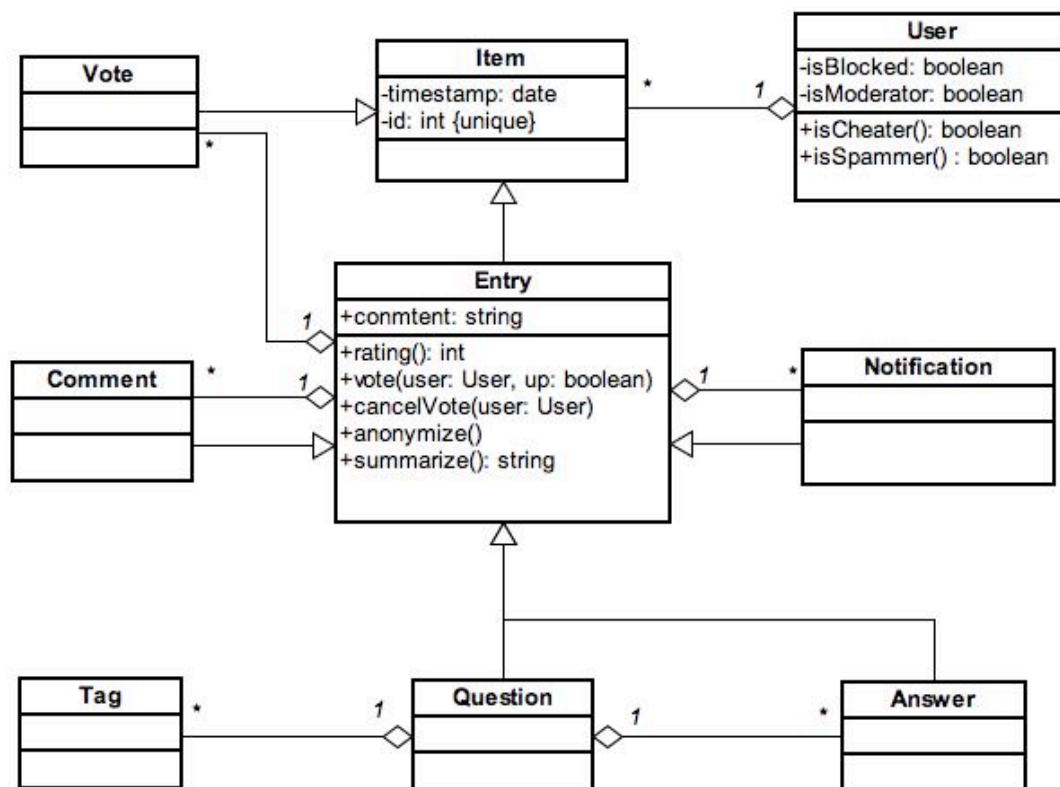 Vote
*
Item
-timestamp: date
-id: int {unique}
*
1
User
-isBlocked: boolean
-isModerator: boolean
+isCheater(): boolean
+isSpammer() : boolean
Entry
+conmtent: string
+rating(): int
+vote(user: User, up: boolean)
+cancelVote(user: User)
+anonymize()
+summarize(): string
1
Comment
*
1
1
*
Notification
Tag
*
1
Question
1
*
Answer